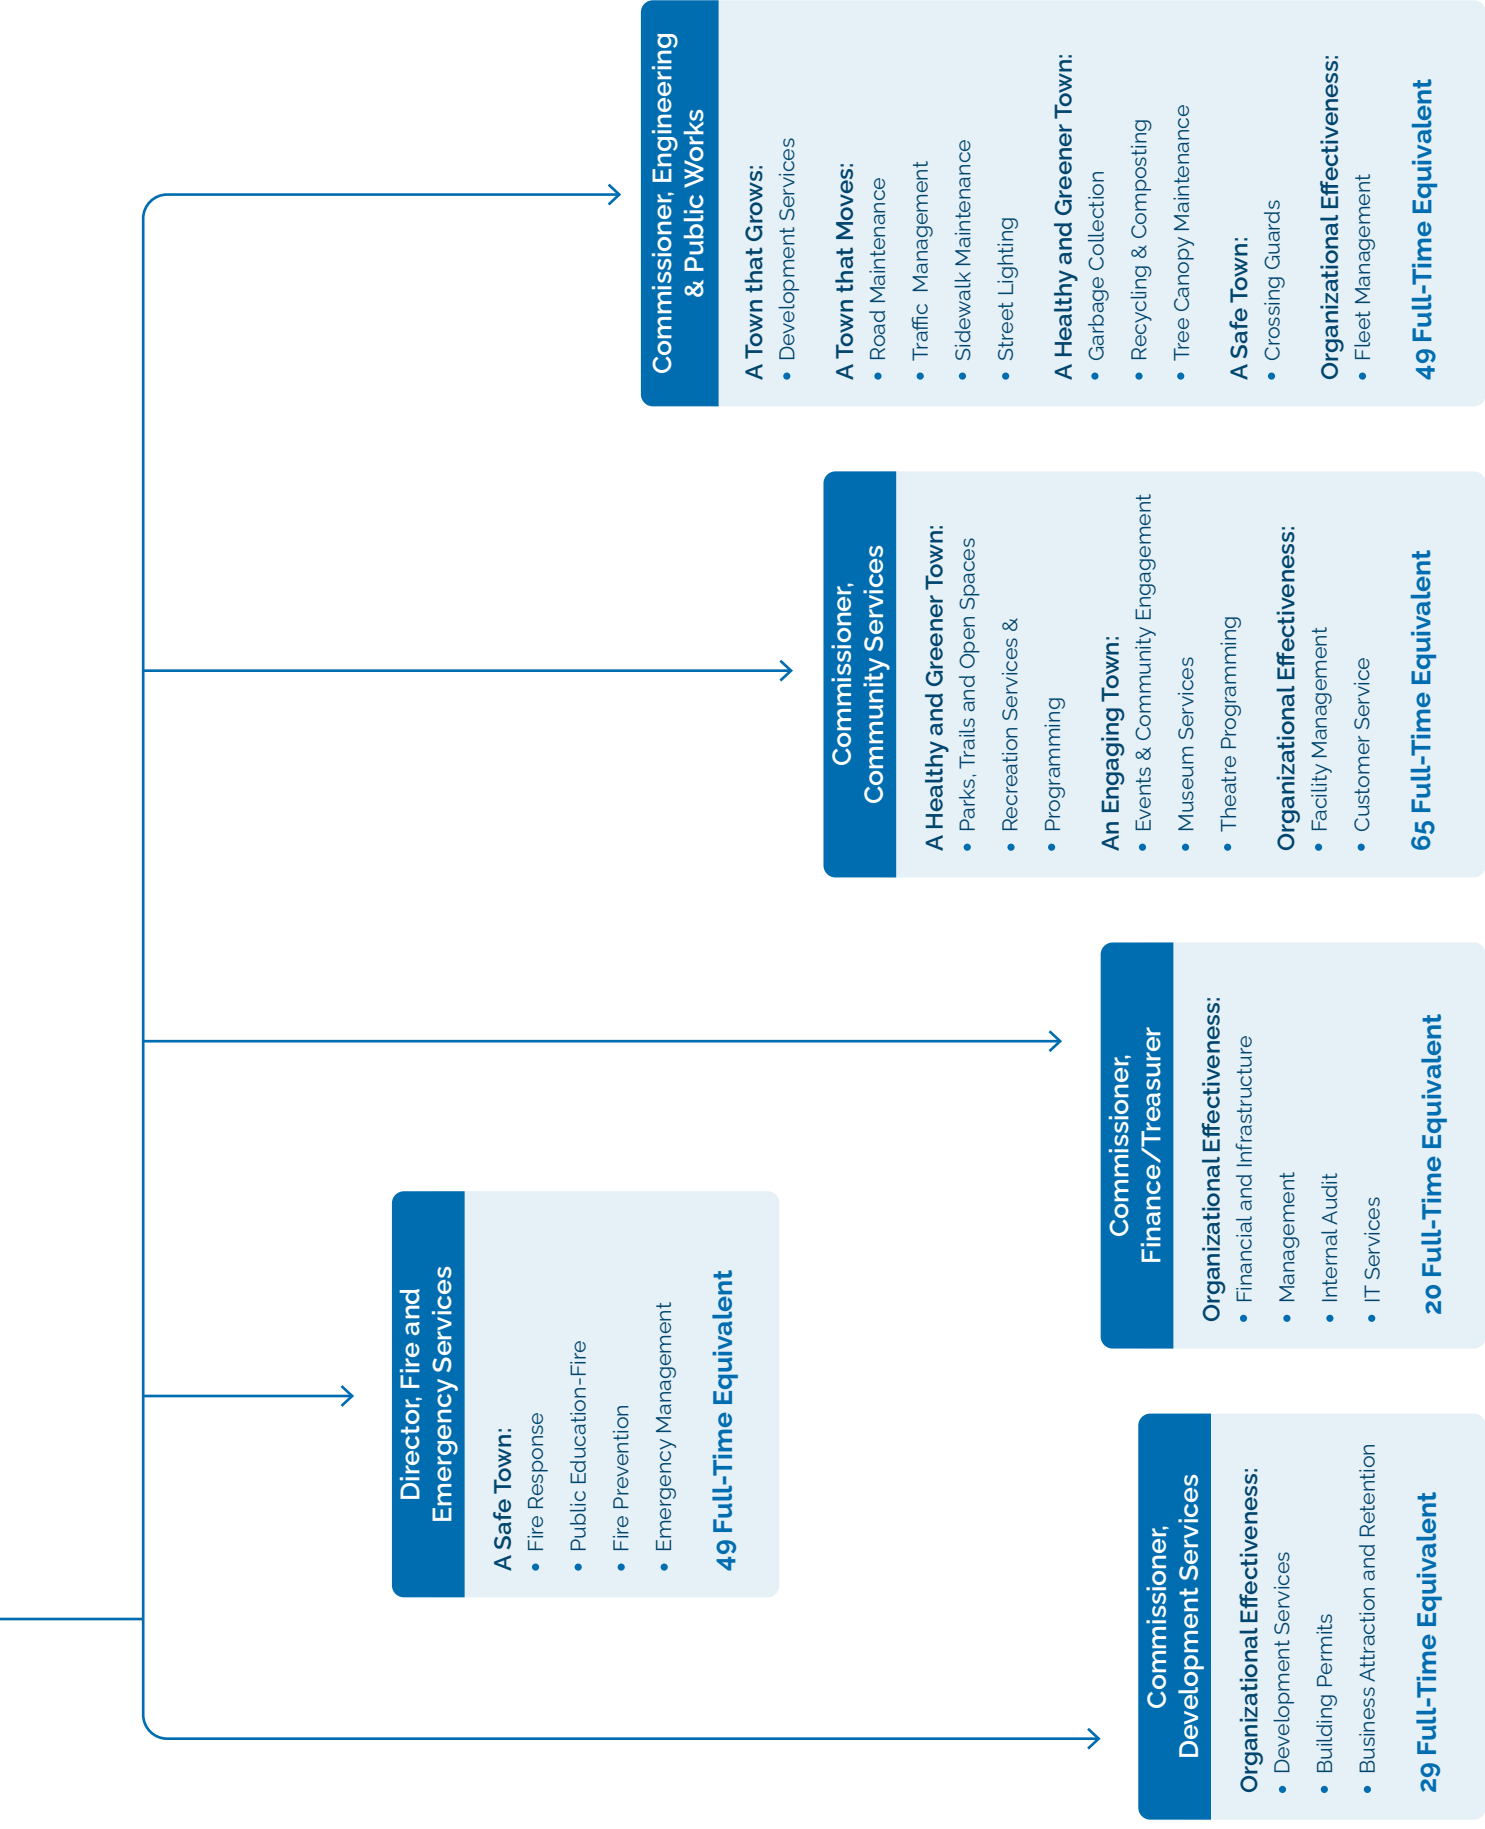 Commissioner,
Development Services
Organizational Effectiveness:
• Development Services
• Building Permits
• Business Attraction and Retention
29 Full-Time Equivalent
Director, Fire and
Emergency Services
A Safe Town:
• Fire Response
• Public Education-Fire
• Fire Prevention
• Emergency Management
49 Full-Time Equivalent
Commissioner,
Finance/Treasurer
Organizational Effectiveness:
• Financial and Infrastructure
• Management
• Internal Audit
• IT Services
20 Full-Time Equivalent
Commissioner,
Community Services
A Healthy and Greener Town:
• Parks, Trails and Open Spaces
• Recreation Services &
• Programming
An Engaging Town:
• Events & Community Engagement
• Museum Services
• Theatre Programming
Organizational Effectiveness:
• Facility Management
• Customer Service
65 Full-Time Equivalent
Commissioner, Engineering
& Public Works
A Town that Grows:
• Development Services
A Town that Moves:
• Road Maintenance
• Traffic Management
• Sidewalk Maintenance
• Street Lighting
A Healthy and Greener Town:
• Garbage Collection
• Recycling & Composting
• Tree Canopy Maintenance
A Safe Town:
• Crossing Guards
Organizational Effectiveness:
• Fleet Management
49 Full-Time Equivalent